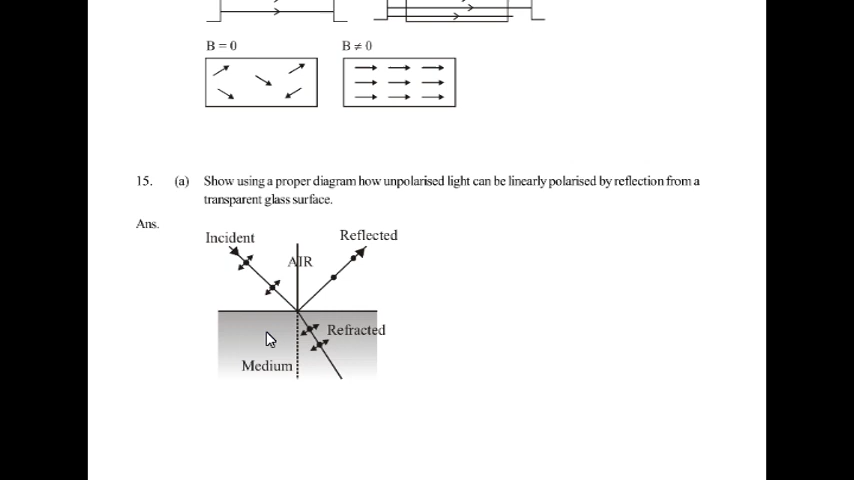 B = 0
B ≠ 0
15. (a) Show using a proper diagram how unpolarised light can be linearly polarised by reflection from a
transparent glass surface.
Ans.
Incident
Reflected
AIR
Refracted
Medium